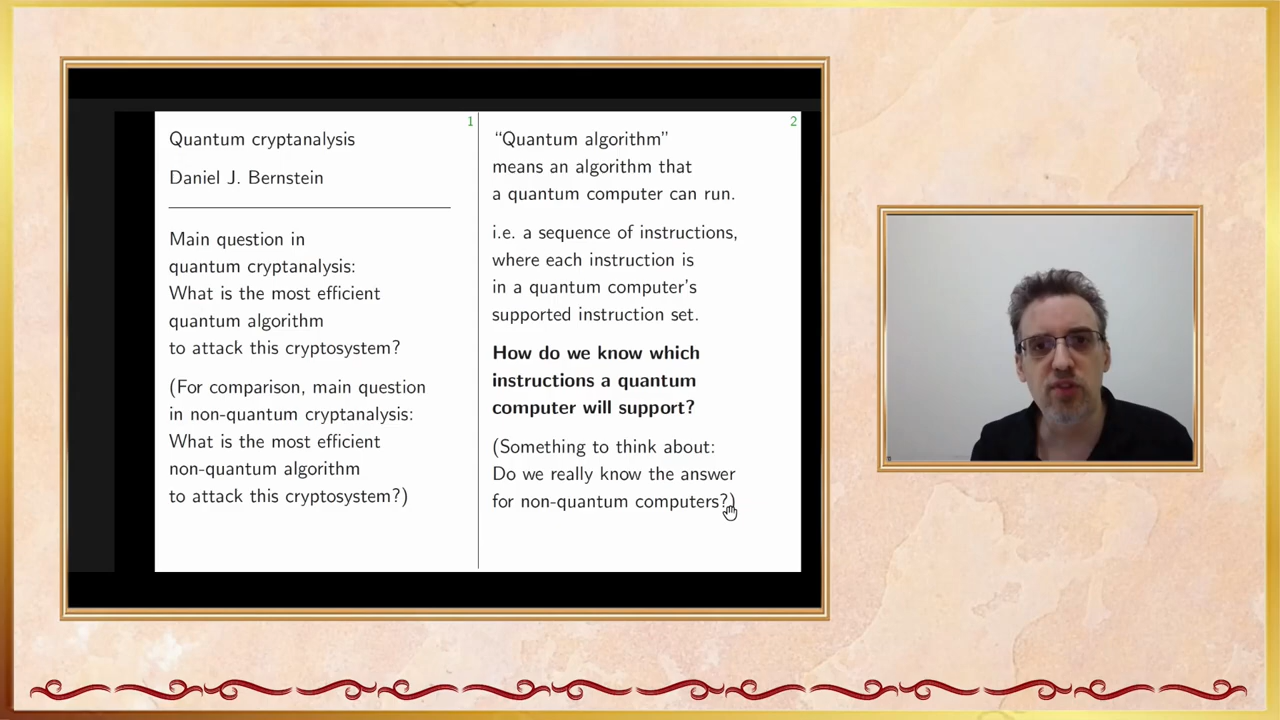 1
Quantum cryptanalysis
Daniel J. Bernstein
Main question in
quantum cryptanalysis:
What is the most efficient
quantum algorithm
to attack this cryptosystem?
(For comparison, main question
in non-quantum cryptanalysis:
What is the most efficient
non-quantum algorithm
to attack this cryptosystem?)
2
“Quantum algorithm”
means an algorithm that
a quantum computer can run.
i.e. a sequence of instructions,
where each instruction is
in a quantum computer's
supported instruction set.
How do we know which
instructions a quantum
computer will support?
(Something to think about:
Do we really know the answer
for non-quantum computers?)